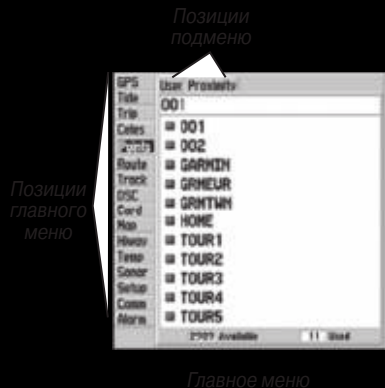 Позиции
подменю
GPS
Tide
Trip
Celes
Points
Route
Track
DSC
Card
Map
Hiway
Temp
Sonar
Setup
Comm
Alarm
User Proximity
001
001
002
GARMIN
GRMEUR
GRMTWN
HOME
TOUR1
TOUR2
TOUR3
TOUR4
TOUR5
2989 Available
11 Used
Позиции
главного
меню
Главное меню